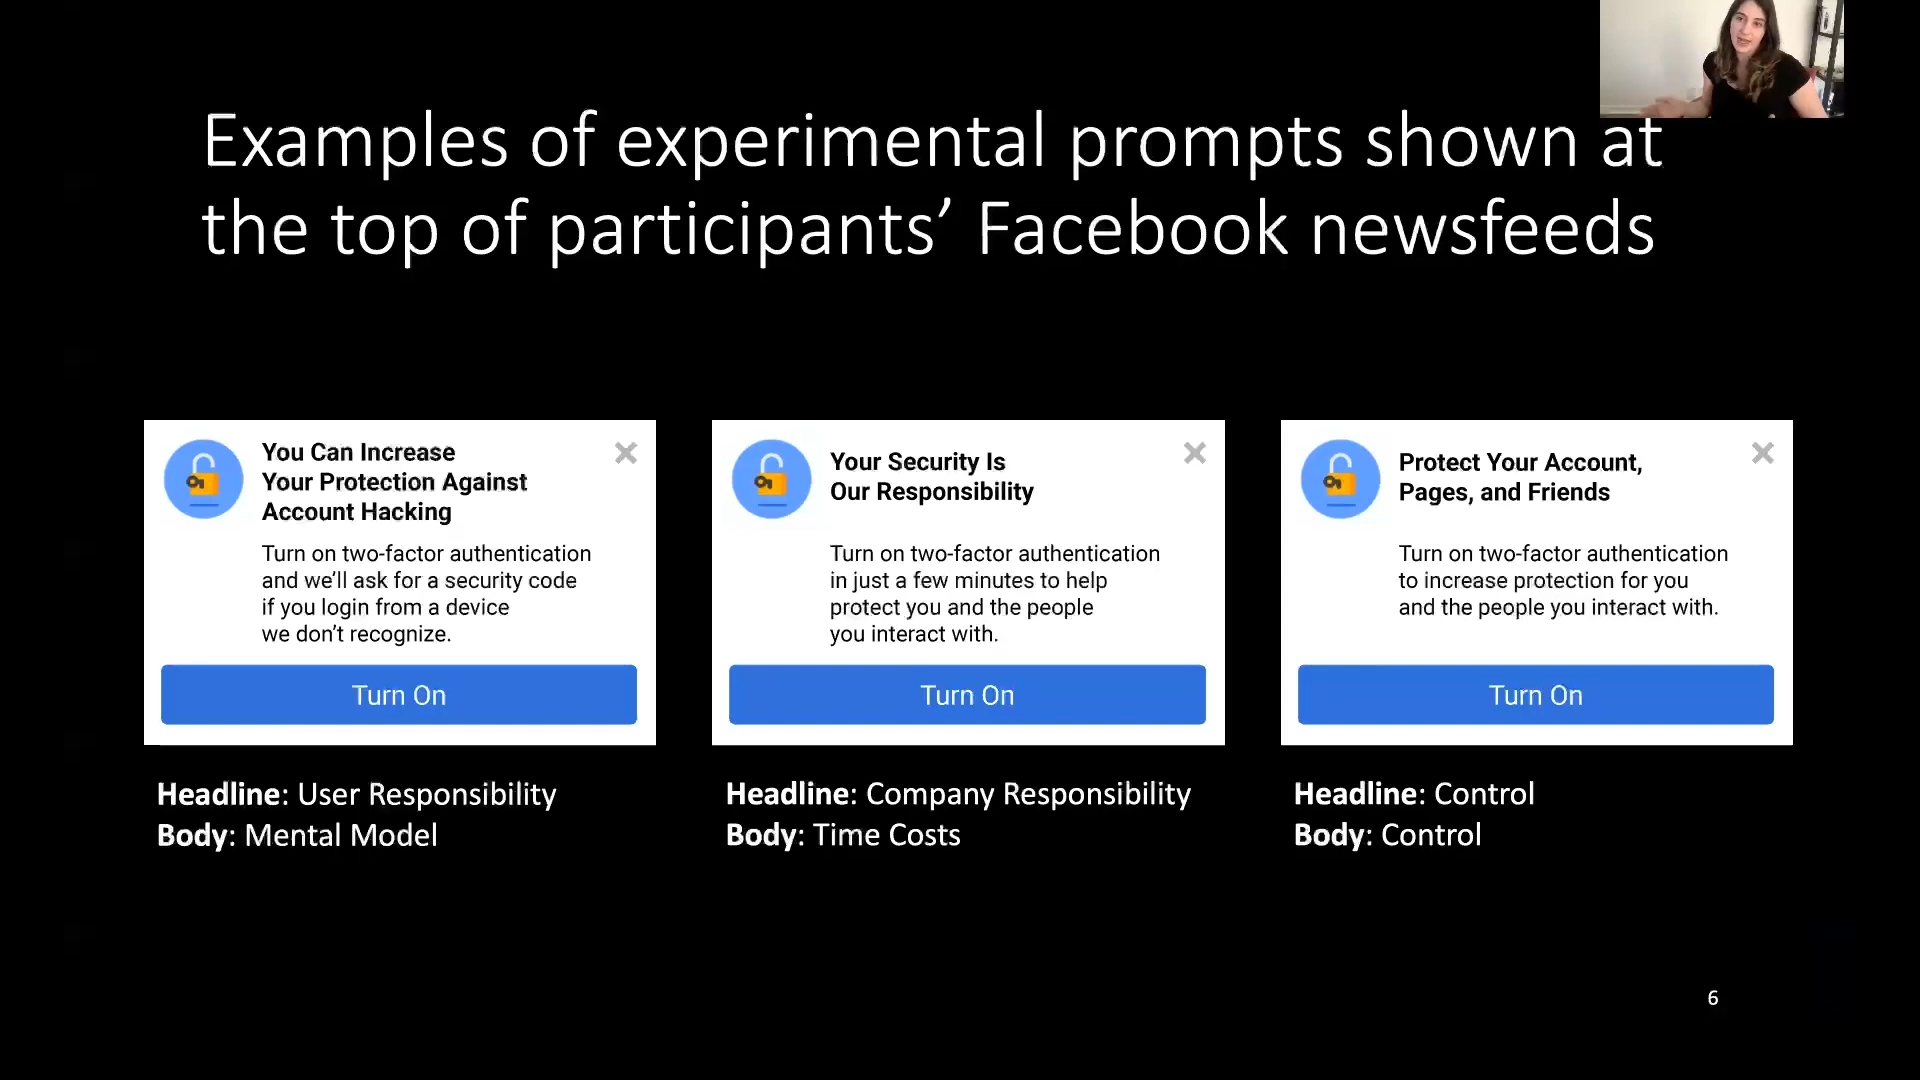 Examples of experimental prompts shown at
the top of participants’ Facebook newsfeeds
You Can Increase
Your Protection Against
Account Hacking
Turn on two-factor authentication
and we’ll ask for a security code
if you login from a device
we don’t recognize.
Turn On
Headline: User Responsibility
Body: Mental Model
Your Security Is
Our Responsibility
Turn on two-factor authentication
in just a few minutes to help
protect you and the people
you interact with.
Turn On
Headline: Company Responsibility
Body: Time Costs
Protect Your Account,
Pages, and Friends
Turn on two-factor authentication
to increase protection for you
and the people you interact with.
Turn On
Headline: Control
Body: Control
6